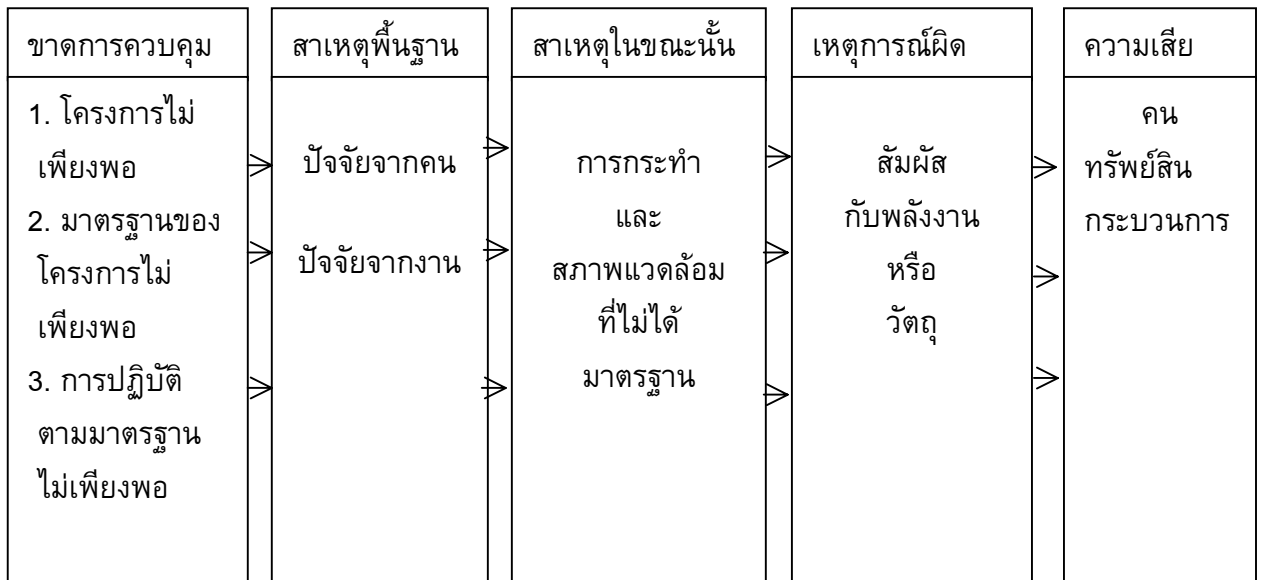 ขาดการควบคุม
1. โครงการไม่
เพียงพอ
2. มาตรฐานของ
โครงการไม่
เพียงพอ
3. การปฏิบัติ
ตามมาตรฐาน
ไม่เพียงพอ
สาเหตุพื้นฐาน
ปัจจัยจากคน
ปัจจัยจากงาน
สาเหตุในขณะนั้น
การกระทำ
และ
สภาพแวดล้อม
ที่ไม่ได้
มาตรฐาน
เหตุการณ์ผิด
สัมผัส
กับพลังงาน
หรือ
วัตถุ
ความเสีย
คน
ทรัพย์สิน
กระบวนการ